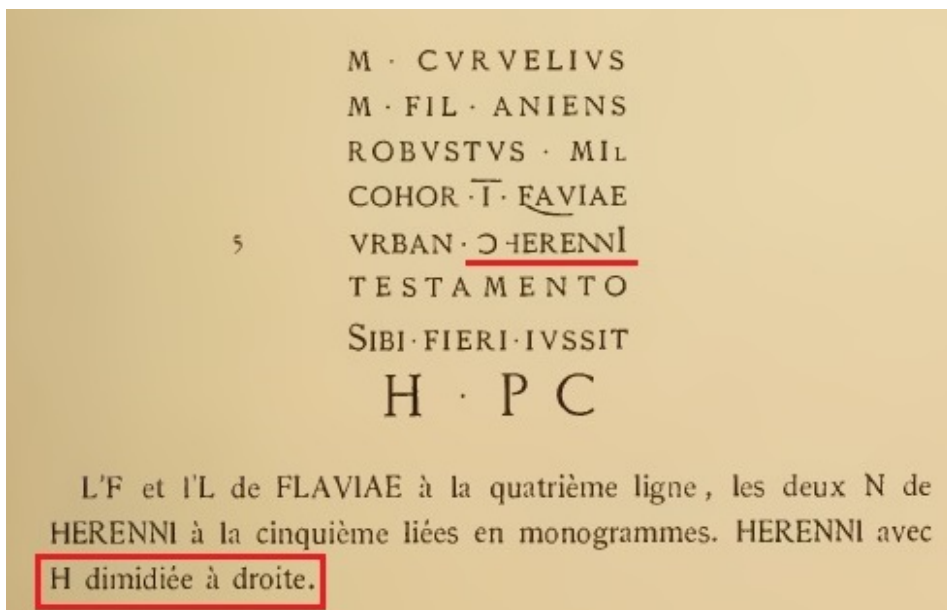 M · CVRVELIVS
M · FIL · ANIENS
ROBVSTVS · MIL
COHOR · I̅ · FAVIAE
5 VRBAN · Ɔ ⱵERENNI
TESTAMENTO
SIBI · FIERI · IVSSIT
H · P C
L'F et l'L de FLAVIAE à la quatrième ligne, les deux N de
HERENNI à la cinquième liées en monogrammes. HERENNI avec
H dimidiée à droite.